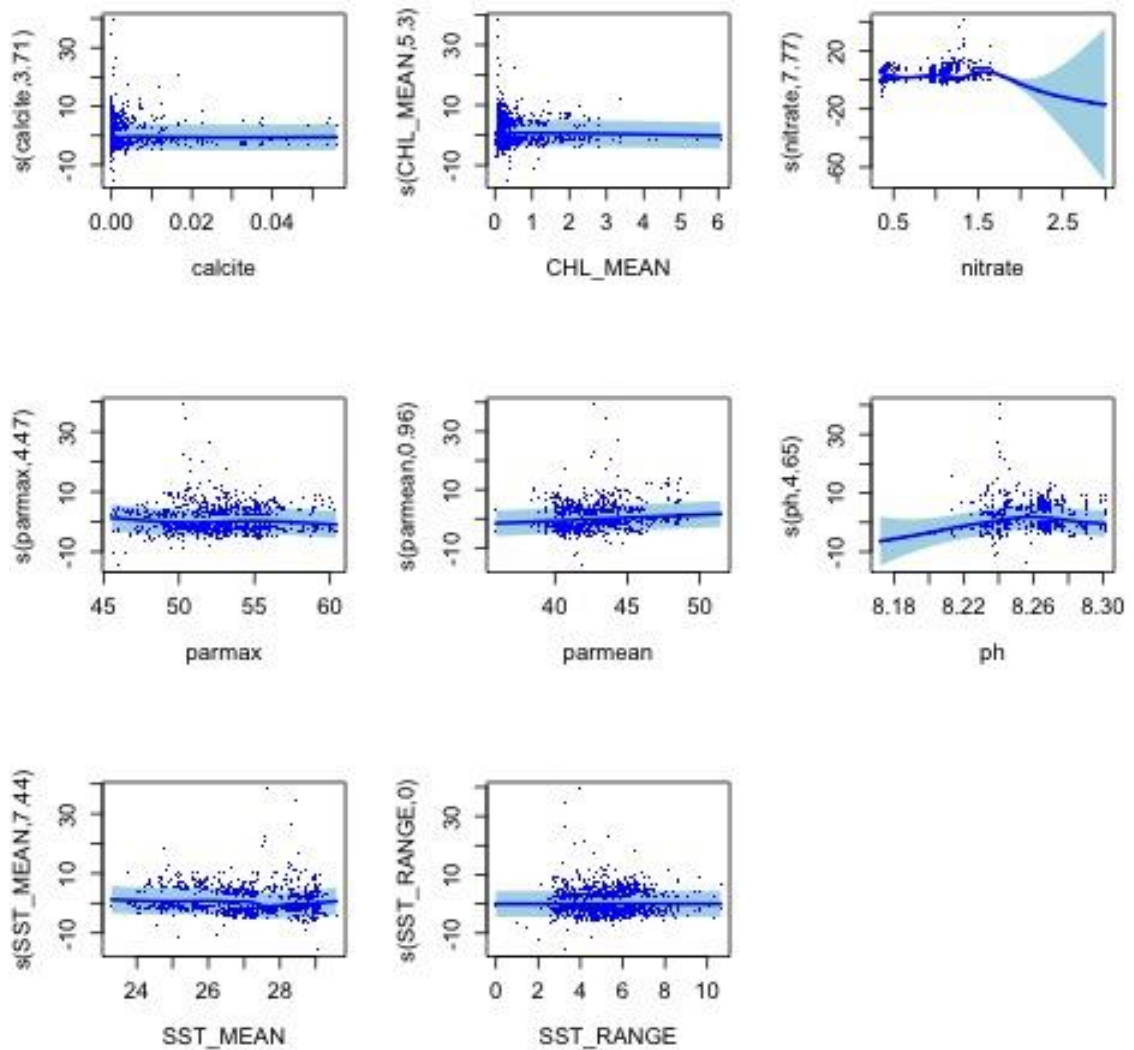 s(calcite,3.71)
30
10
-10
0.00 0.02 0.04
calcite
s(CHL_MEAN,5.3)
30
10
-10
0 1 2 3 4 5 6
CHL_MEAN
s(nitrate,7.77)
20
-20
-60
0.5 1.5 2.5
nitrate
s(parmax,4.47)
30
10
-10
45 50 55 60
parmax
s(parmean,0.96)
30
10
-10
40 45 50
parmean
s(ph,4.65)
30
10
-10
8.18 8.22 8.26 8.30
ph
s(SST_MEAN,7.44)
30
10
-10
24 26 28
SST_MEAN
s(SST_RANGE,0)
30
10
-10
0 2 4 6 8 10
SST_RANGE